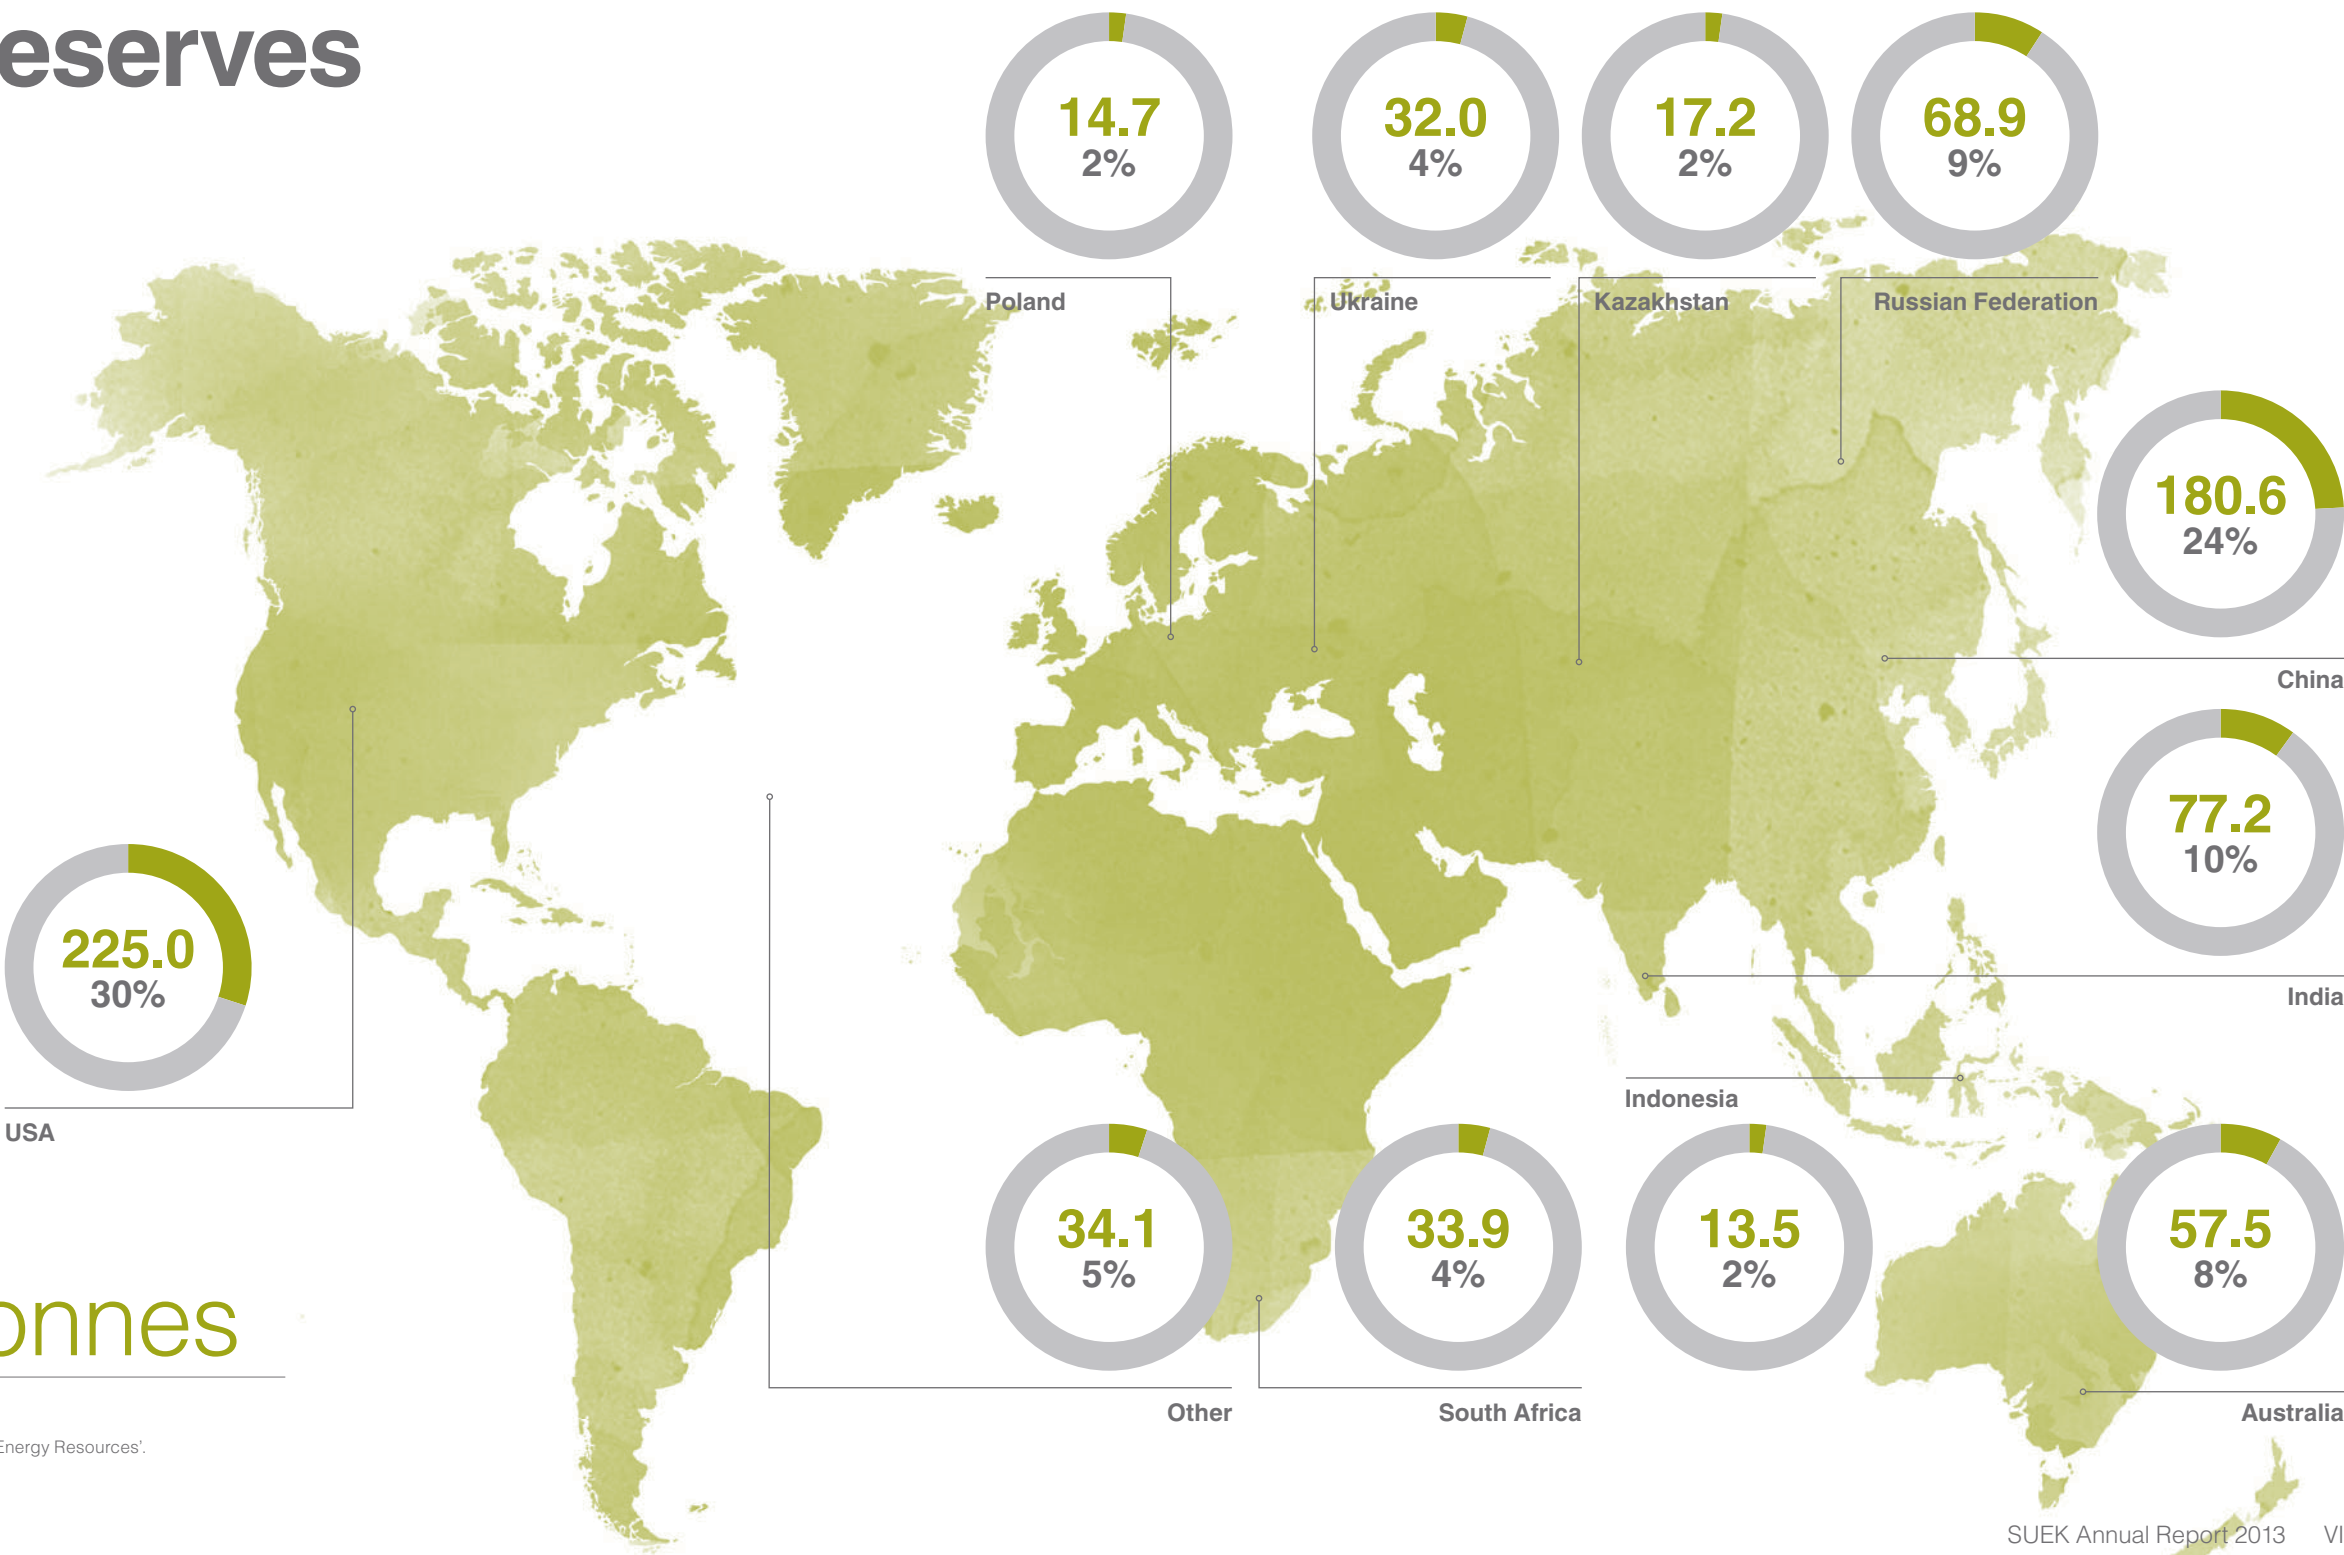 eserves
14.7
2%
Poland
32.0
4%
Ukraine
17.2
2%
Kazakhstan
68.9
9%
Russian Federation
180.6
24%
China
77.2
10%
India
225.0
30%
USA
Indonesia
13.5
2%
34.1
5%
Other
33.9
4%
South Africa
57.5
8%
Australia
onnes
Energy Resources’.
SUEK Annual Report 2013 VI